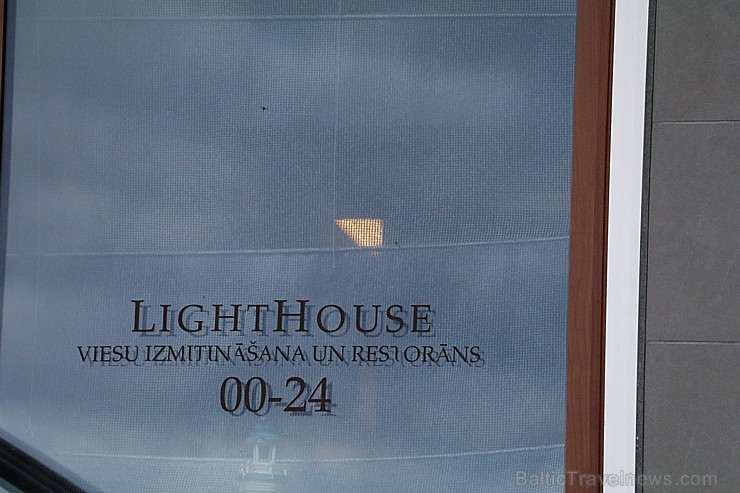 LIGHTHOUSE
VIESU IZMITINĀŠANA UN RESTORĀNS
00-24
BalticTravelnews.com